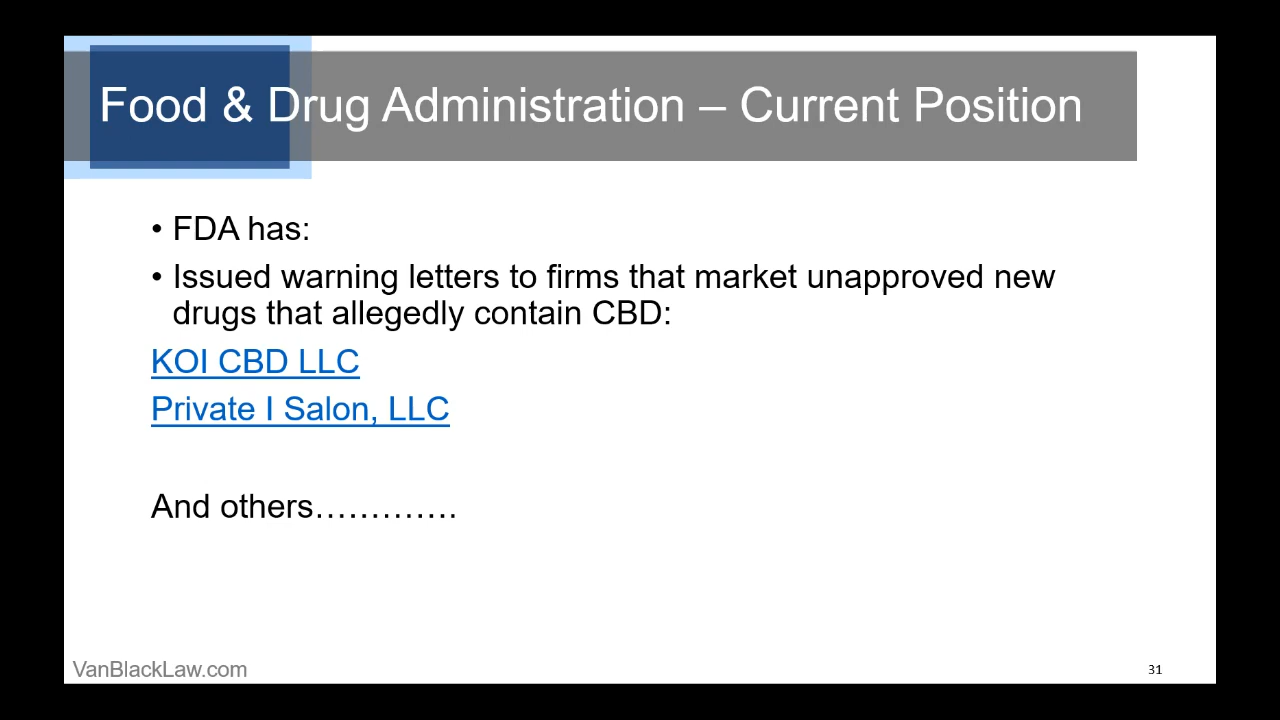 Food & Drug Administration – Current Position
• FDA has:
• Issued warning letters to firms that market unapproved new
drugs that allegedly contain CBD:
KOI CBD LLC
Private I Salon, LLC
And others………….
VanBlackLaw.com
31